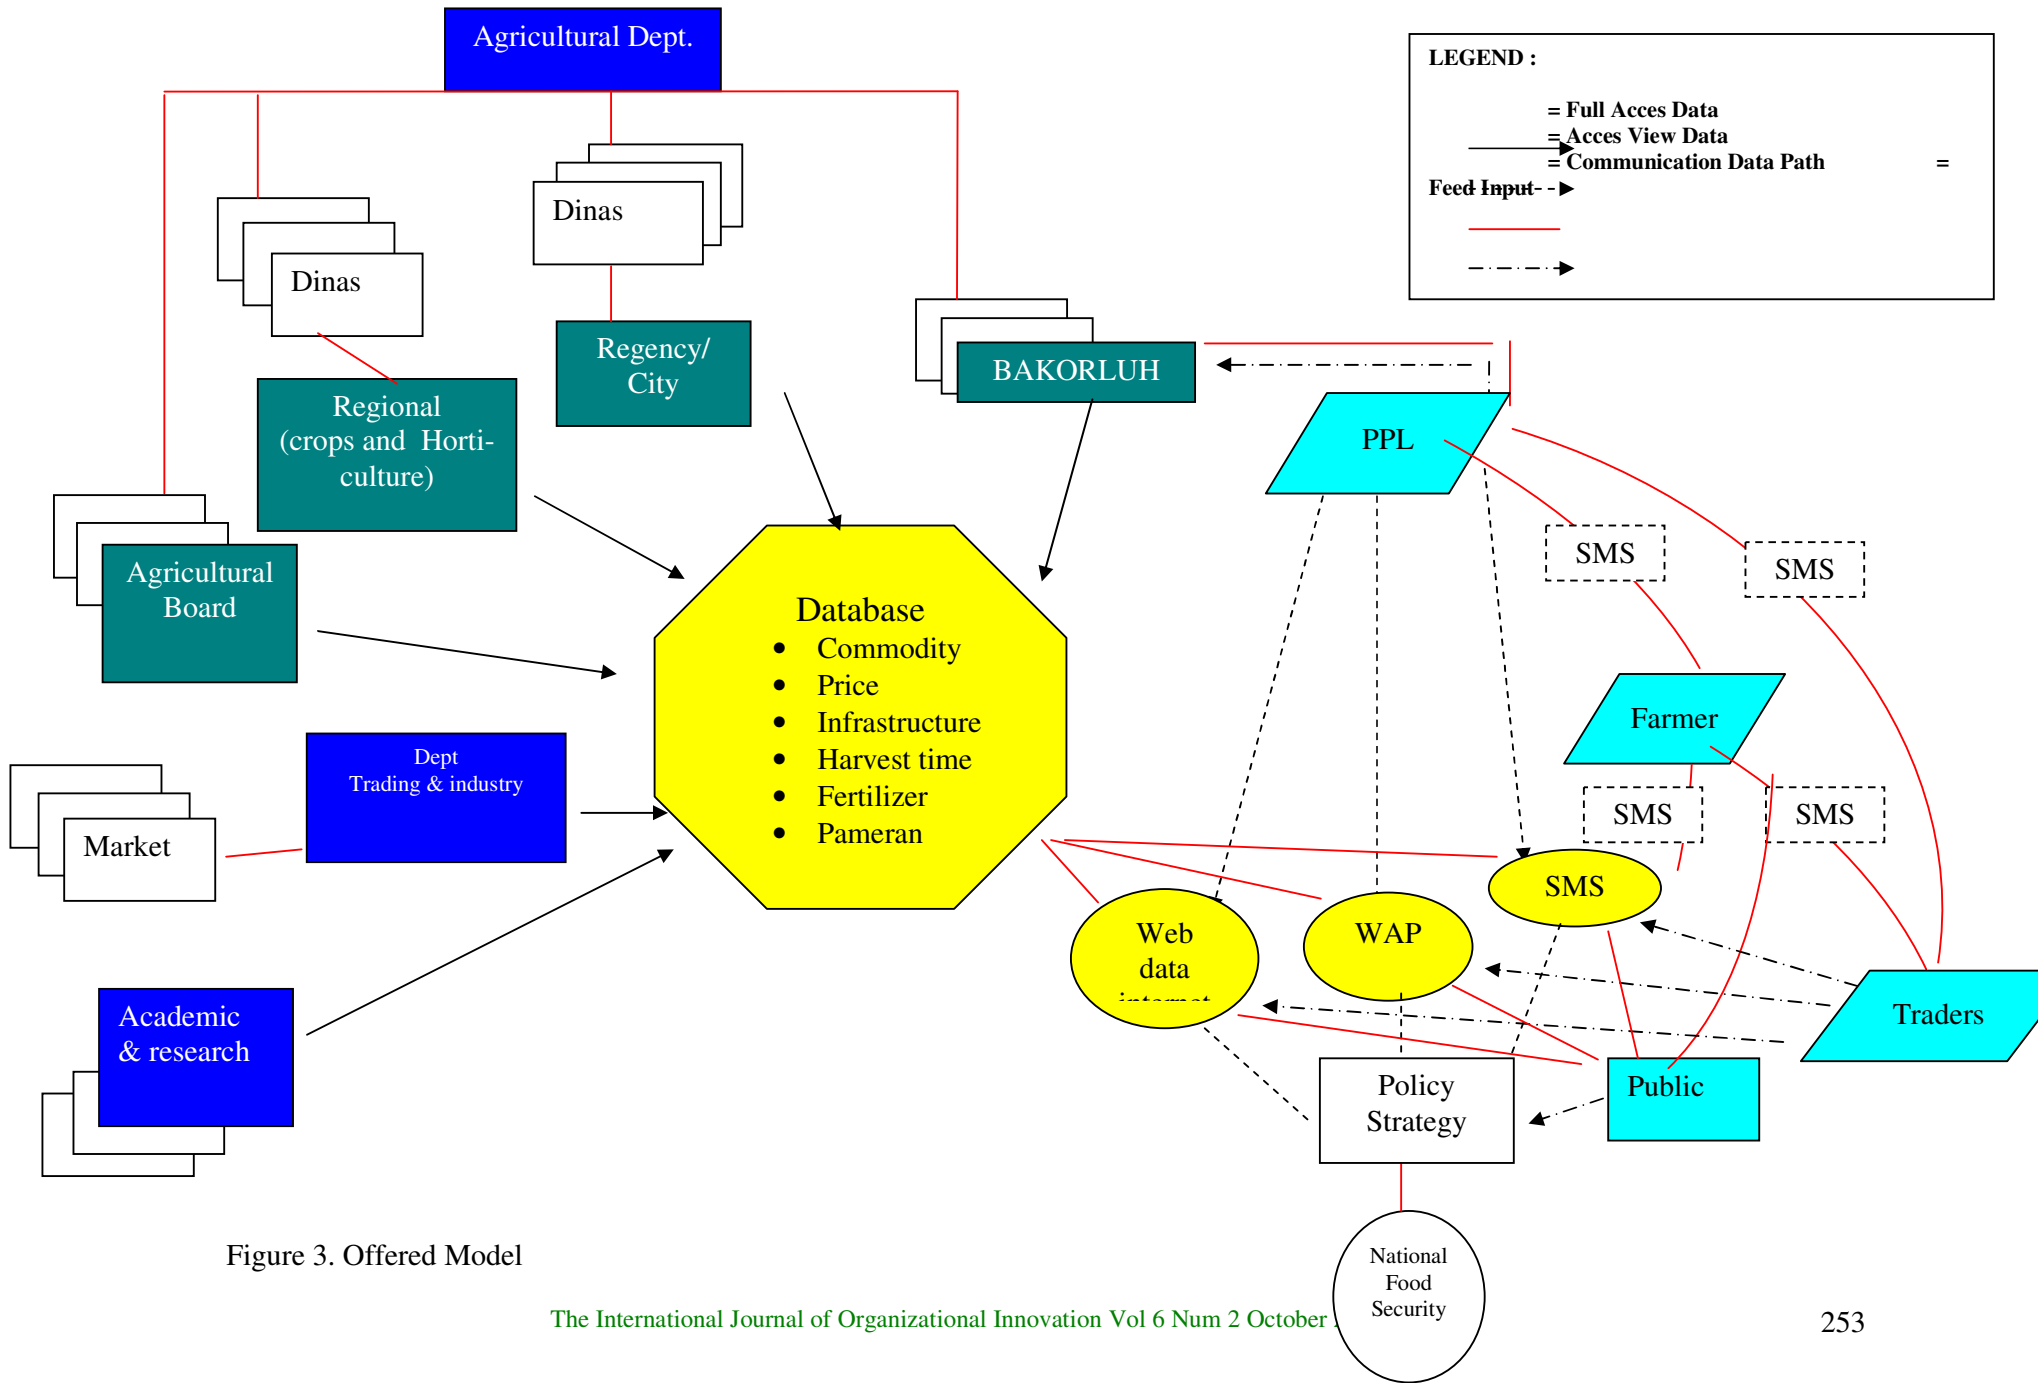 Agricultural Dept.
LEGEND :
= Full Acces Data
= Acces View Data
= Communication Data Path =
Feed Input
Dinas
Dinas
Regency/
City
BAKORLUH
Regional
(crops and Horti-
culture)
PPL
SMS
SMS
Agricultural
Board
Database
• Commodity
• Price
• Infrastructure
• Harvest time
• Fertilizer
• Pameran
Farmer
Dept
Trading & industry
Market
SMS
SMS
SMS
Web
data
internet
WAP
Academic
& research
Traders
Policy
Strategy
Public
National
Food
Security
Figure 3. Offered Model
The International Journal of Organizational Innovation Vol 6 Num 2 October
253